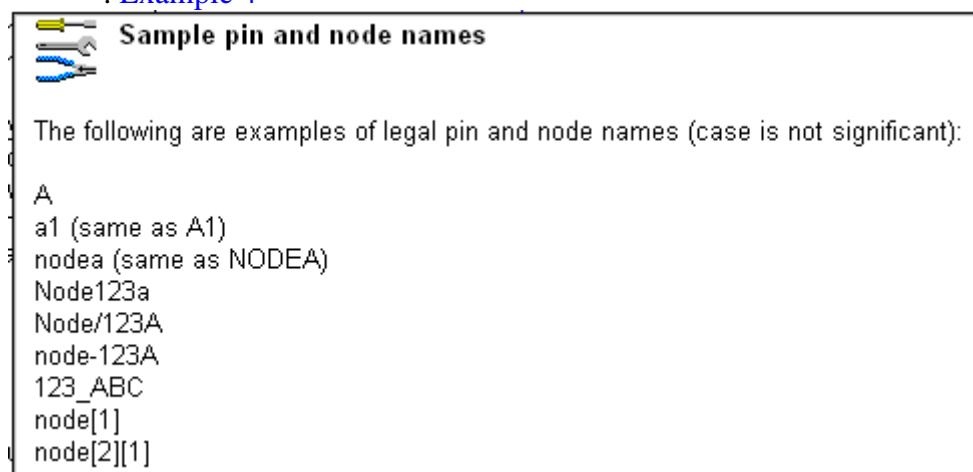 Example 4
Sample pin and node names
The following are examples of legal pin and node names (case is not significant):
A
a1 (same as A1)
nodea (same as NODEA)
Node123a
Node/123A
node-123A
123_ABC
node[1]
node[2][1]